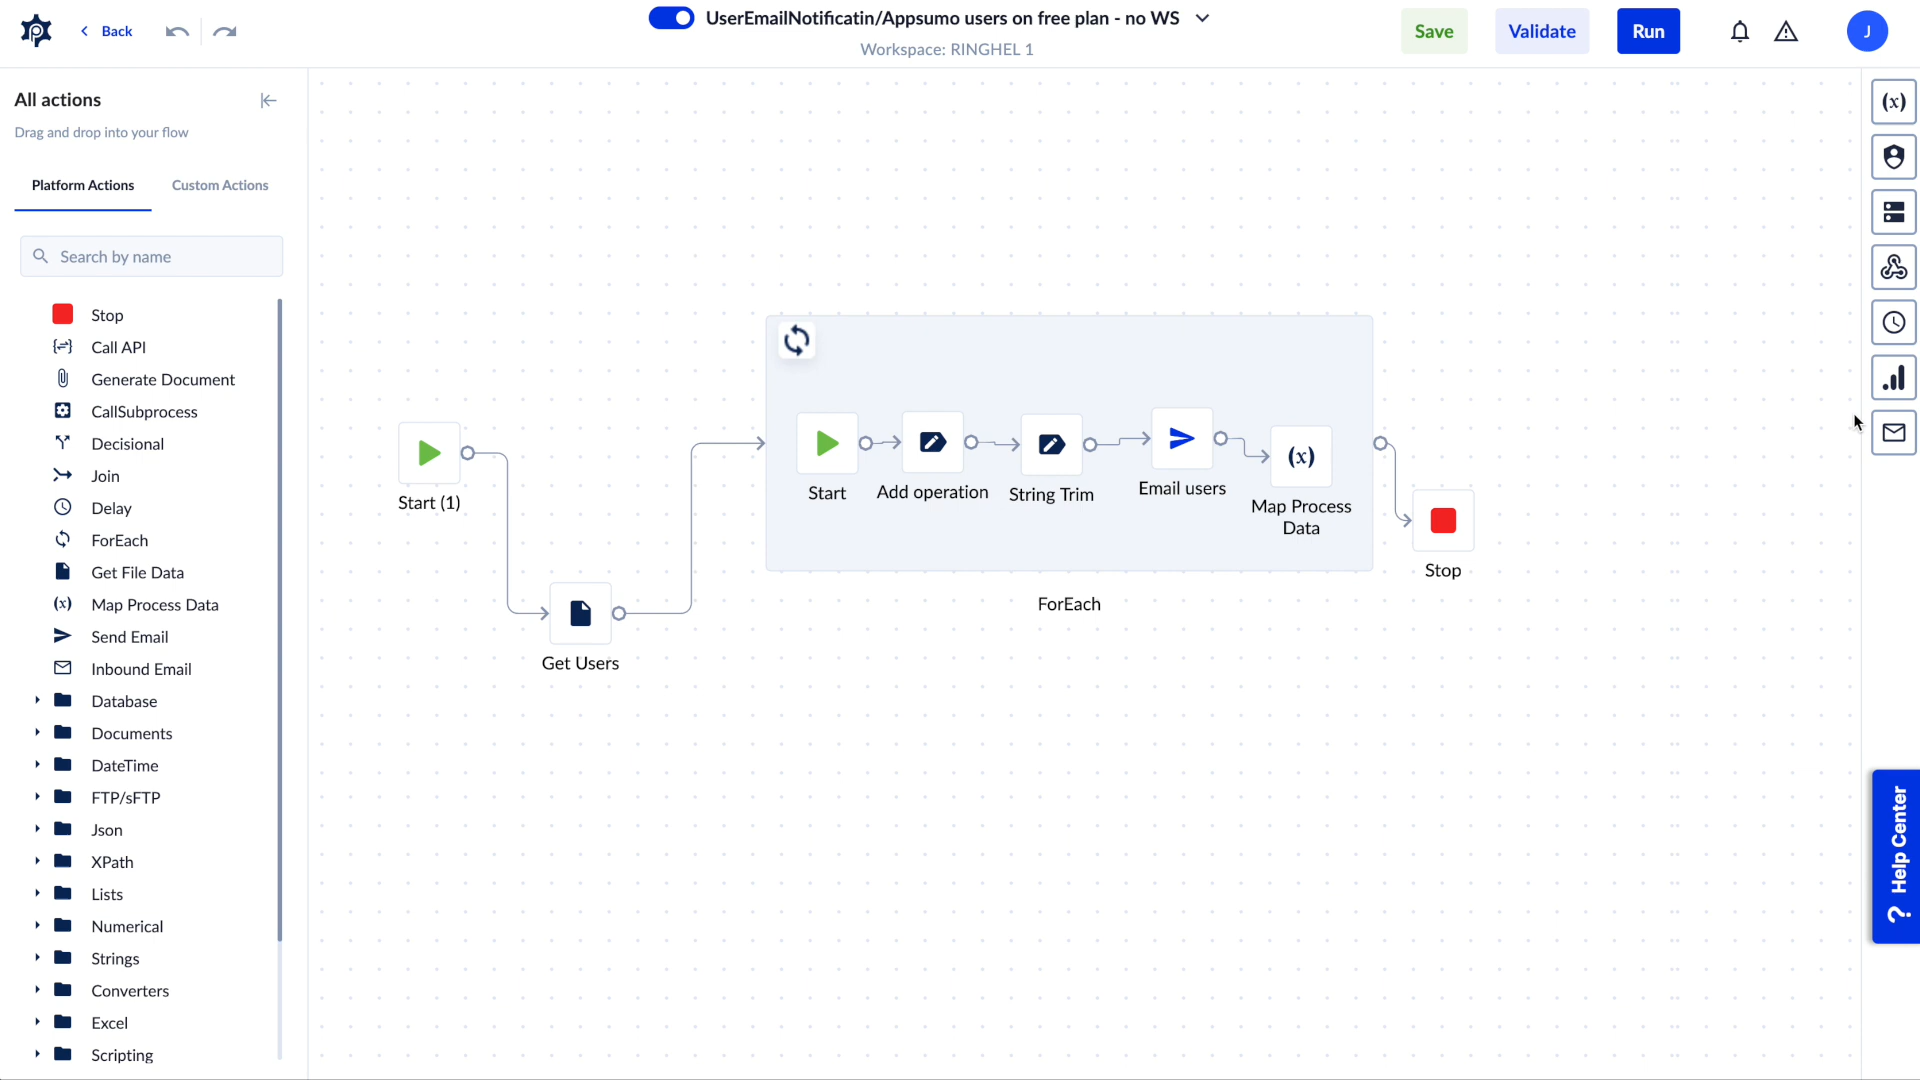 Back
UserEmailNotificatin/Appsumo users on free plan - no WS
Workspace: RINGHEL 1
Save
Validate
Run
J
All actions
Drag and drop into your flow
Platform Actions
Custom Actions
Search by name
Stop
Call API
Generate Document
CallSubprocess
Decisional
Join
Delay
ForEach
Get File Data
(x) Map Process Data
Send Email
Inbound Email
Database
Documents
DateTime
FTP/sFTP
Json
XPath
Lists
Numerical
Strings
Converters
Excel
Scripting
Start (1)
Get Users
Start
Add operation
String Trim
Email users
(x)
Map Process
Data
ForEach
Stop
(x)
? Help Center